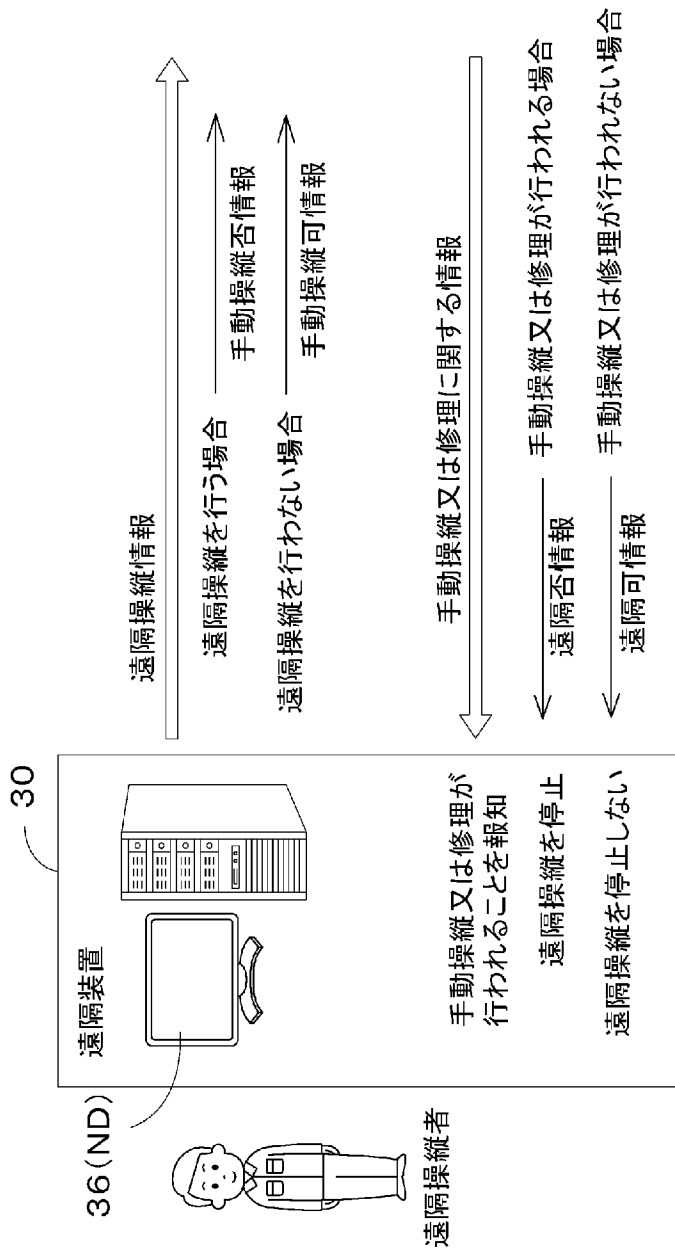 30
36(ND)
遠隔装置
遠隔操縦者
遠隔操縦情報
遠隔操縦を行う場合
手動操縦否情報
遠隔操縦を行わない場合
手動操縦可情報
手動操縦又は修理に関する情報
手動操縦又は修理が
行われることを報知
遠隔操縦を停止
遠隔否情報
手動操縦又は修理が行われる場合
遠隔操縦を停止しない
遠隔可情報
手動操縦又は修理が行われない場合